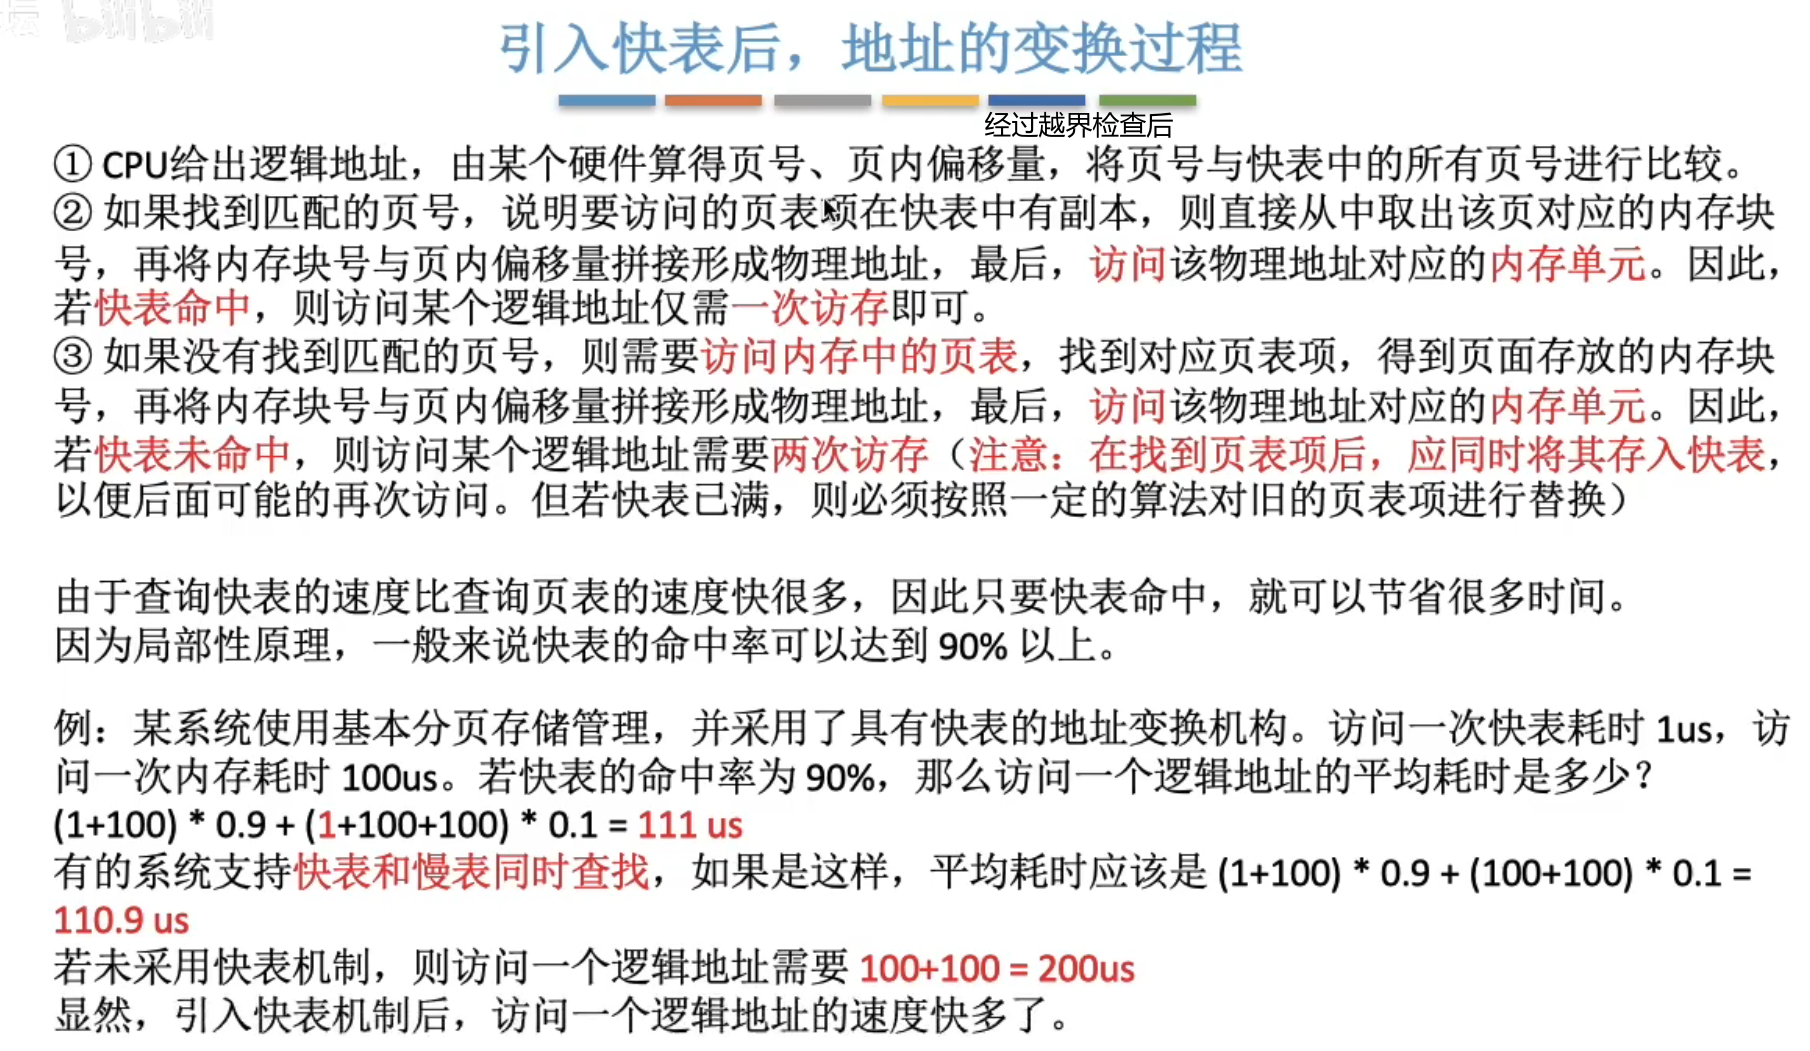 bilibili
引入快表后，地址的变换过程
经过越界检查后
① CPU给出逻辑地址，由某个硬件算得页号、页内偏移量，将页号与快表中的所有页号进行比较。
② 如果找到匹配的页号，说明要访问的页表项在快表中有副本，则直接从中取出该页对应的内存块
号，再将内存块号与页内偏移量拼接形成物理地址，最后，访问该物理地址对应的内存单元。因此，
若快表命中，则访问某个逻辑地址仅需一次访存即可。
③ 如果没有找到匹配的页号，则需要访问内存中的页表，找到对应页表项，得到页面存放的内存块
号，再将内存块号与页内偏移量拼接形成物理地址，最后，访问该物理地址对应的内存单元。因此，
若快表未命中，则访问某个逻辑地址需要两次访存（注意：在找到页表项后，应同时将其存入快表，
以便后面可能的再次访问。但若快表已满，则必须按照一定的算法对旧的页表项进行替换）
由于查询快表的速度比查询页表的速度快很多，因此只要快表命中，就可以节省很多时间。
因为局部性原理，一般来说快表的命中率可以达到 90% 以上。
例：某系统使用基本分页存储管理，并采用了具有快表的地址变换机构。访问一次快表耗时 1us，访
问一次内存耗时 100us。若快表的命中率为 90%，那么访问一个逻辑地址的平均耗时是多少？
(1+100) * 0.9 + (1+100+100) * 0.1 = 111 us
有的系统支持快表和慢表同时查找，如果是这样，平均耗时应该是 (1+100) * 0.9 + (100+100) * 0.1 =
110.9 us
若未采用快表机制，则访问一个逻辑地址需要 100+100 = 200us
显然，引入快表机制后，访问一个逻辑地址的速度快多了。